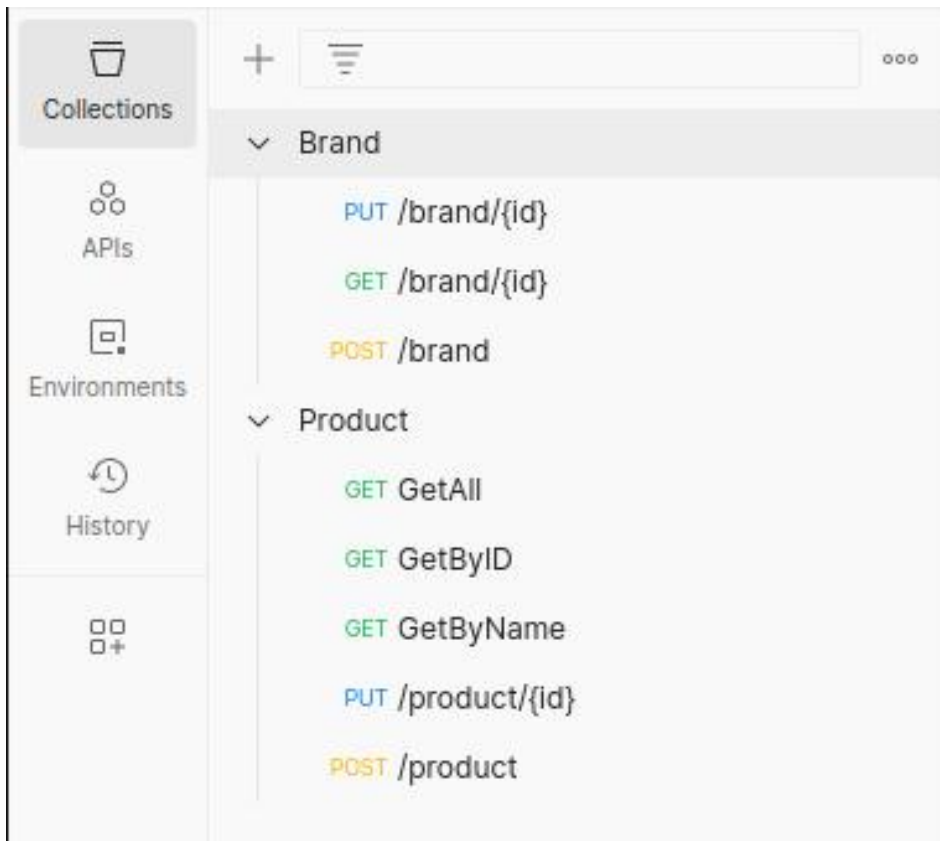 Collections
APIs
Environments
History
Brand
PUT /brand/{id}
GET /brand/{id}
POST /brand
Product
GET GetAll
GET GetByID
GET GetByName
PUT /product/{id}
POST /product